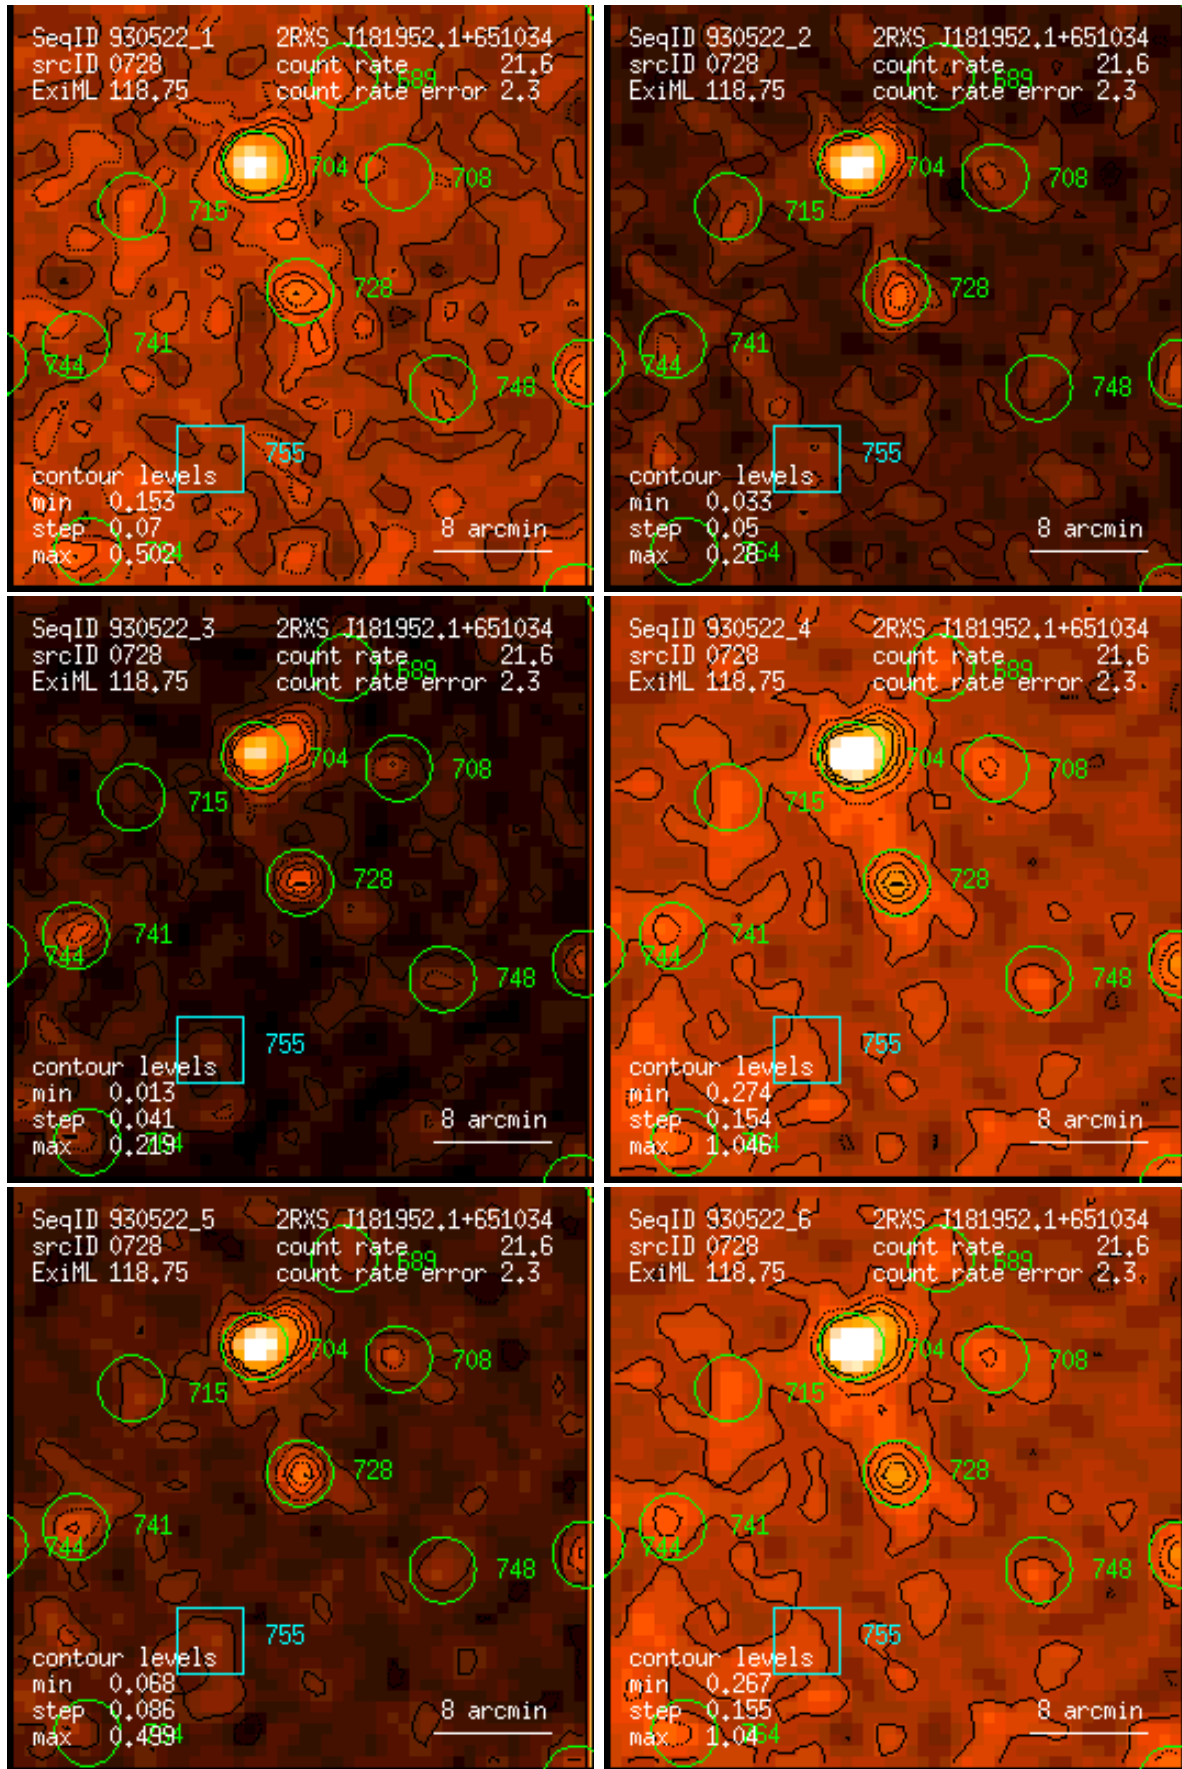 SeqID 930522_1 2RXS J181952.1+651034
srcID 0728 count rate 21.6
ExiML 118.75 count rate error 2.3
689
704
708
715
728
741
744
748
755
contour levels
min 0.153
step 0.07
max 0.502
764
8 arcmin
SeqID 930522_2 2RXS J181952.1+651034
srcID 0728 count rate 21.6
ExiML 118.75 count rate error 2.3
689
704
708
715
728
741
744
748
755
contour levels
min 0.033
step 0.05
max 0.28
764
8 arcmin
SeqID 930522_3 2RXS J181952.1+651034
srcID 0728 count rate 21.6
ExiML 118.75 count rate error 2.3
689
704
708
715
728
741
744
748
755
contour levels
min 0.013
step 0.041
max 0.219
764
8 arcmin
SeqID 930522_4 2RXS J181952.1+651034
srcID 0728 count rate 21.6
ExiML 118.75 count rate error 2.3
689
704
708
715
728
741
744
748
755
contour levels
min 0.274
step 0.154
max 1.046
764
8 arcmin
SeqID 930522_5 2RXS J181952.1+651034
srcID 0728 count rate 21.6
ExiML 118.75 count rate error 2.3
689
704
708
715
728
741
744
748
755
contour levels
min 0.068
step 0.086
max 0.499
764
8 arcmin
SeqID 930522_6 2RXS J181952.1+651034
srcID 0728 count rate 21.6
ExiML 118.75 count rate error 2.3
689
704
708
715
728
741
744
748
755
contour levels
min 0.267
step 0.155
max 1.04
764
8 arcmin